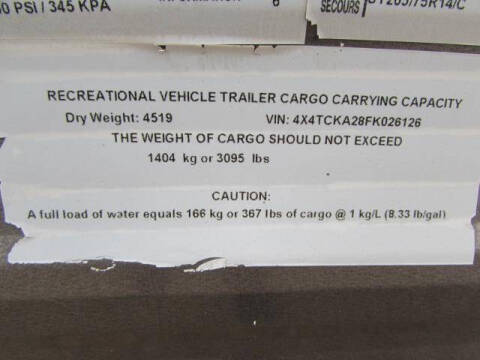 PSI / 345 KPA
6
SECOURS
RECREATIONAL VEHICLE TRAILER CARGO CARRYING CAPACITY
Dry Weight: 4519 VIN: 4X4TCKA28FK026126
THE WEIGHT OF CARGO SHOULD NOT EXCEED
1404 kg or 3095 lbs
CAUTION:
A full load of water equals 166 kg or 367 lbs of cargo @ 1 kg/L (8.33 lb/gal)